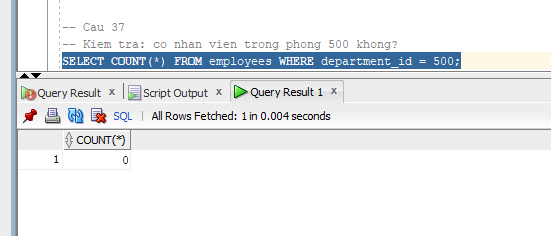 -- Cau 37
-- Kiem tra: co nhan vien trong phong 500 khong?
SELECT COUNT(*) FROM employees WHERE department_id = 500;
Query Result x Script Output x Query Result 1 x
SQL | All Rows Fetched: 1 in 0.004 seconds
COUNT(*)
1 0